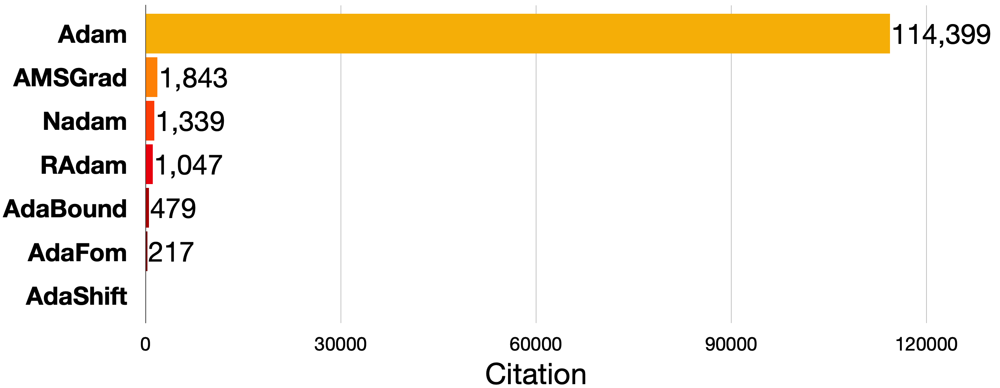 Adam 114,399
AMSGrad 1,843
Nadam 1,339
RAdam 1,047
AdaBound 479
AdaFom 217
AdaShift
0 30000 60000 90000 120000
Citation